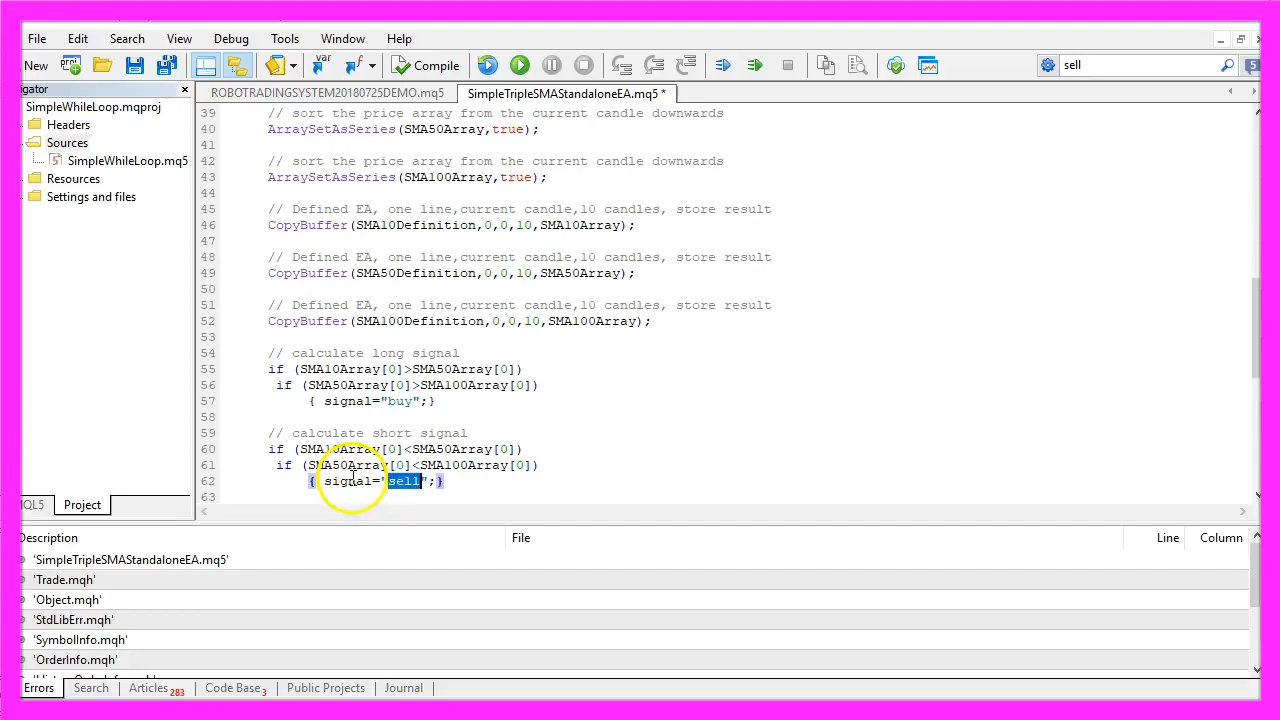 File Edit Search View Debug Tools Window Help
New Compile sell 5
igator
ROBOTRADINGSYSTEM20180725DEMO.mq5 SimpleTripleSMAStandaloneEA.mq5 *
SimpleWhileLoop.mqproj
Headers
Sources
SimpleWhileLoop.mq5
Resources
Settings and files
39 // sort the price array from the current candle downwards
40 ArraySetAsSeries(SMA50Array,true);
41
42 // sort the price array from the current candle downwards
43 ArraySetAsSeries(SMA100Array,true);
44
45 // Defined EA, one line,current candle,10 candles, store result
46 CopyBuffer(SMA10Definition,0,0,10,SMA10Array);
47
48 // Defined EA, one line,current candle,10 candles, store result
49 CopyBuffer(SMA50Definition,0,0,10,SMA50Array);
50
51 // Defined EA, one line,current candle,10 candles, store result
52 CopyBuffer(SMA100Definition,0,0,10,SMA100Array);
53
54 // calculate long signal
55 if (SMA10Array[0]>SMA50Array[0])
56 if (SMA50Array[0]>SMA100Array[0])
57 { signal="buy";}
58
59 // calculate short signal
60 if (SMA10Array[0]<SMA50Array[0])
61 if (SMA50Array[0]<SMA100Array[0])
62 { signal="sell";}
63
MQL5 Project
Description File Line Column
'SimpleTripleSMAStandaloneEA.mq5'
'Trade.mqh'
'Object.mqh'
'StdLibErr.mqh'
'SymbolInfo.mqh'
'OrderInfo.mqh'
Errors Search Articles 283 Code Base 3 Public Projects Journal